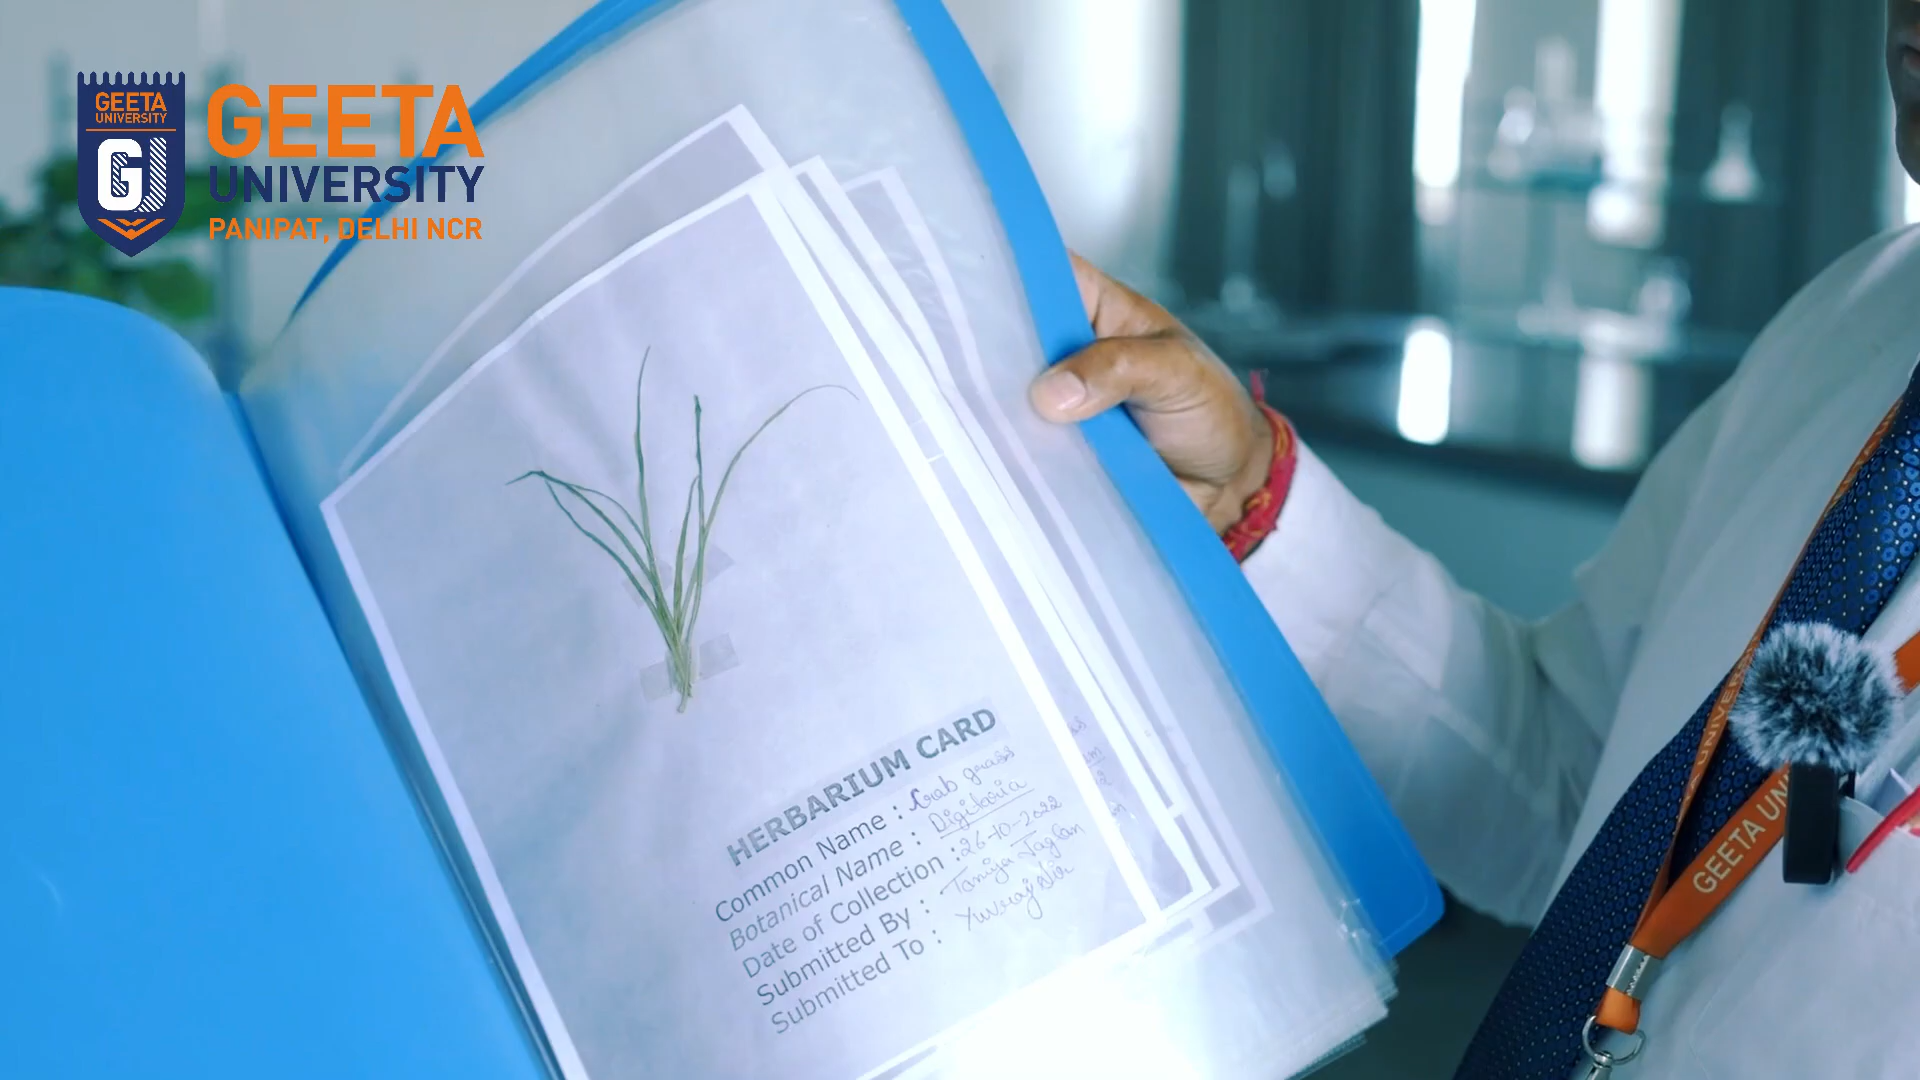 GEETA
UNIVERSITY
GU
GEETA
UNIVERSITY
PANIPAT, DELHI NCR
HERBARIUM CARD
Common Name : Crab grass
Botanical Name : Digitaria
Date of Collection : 26-10-2022
Submitted By : Tanuja Jaglan
Submitted To : Yuvraj Sir
GEETA UN